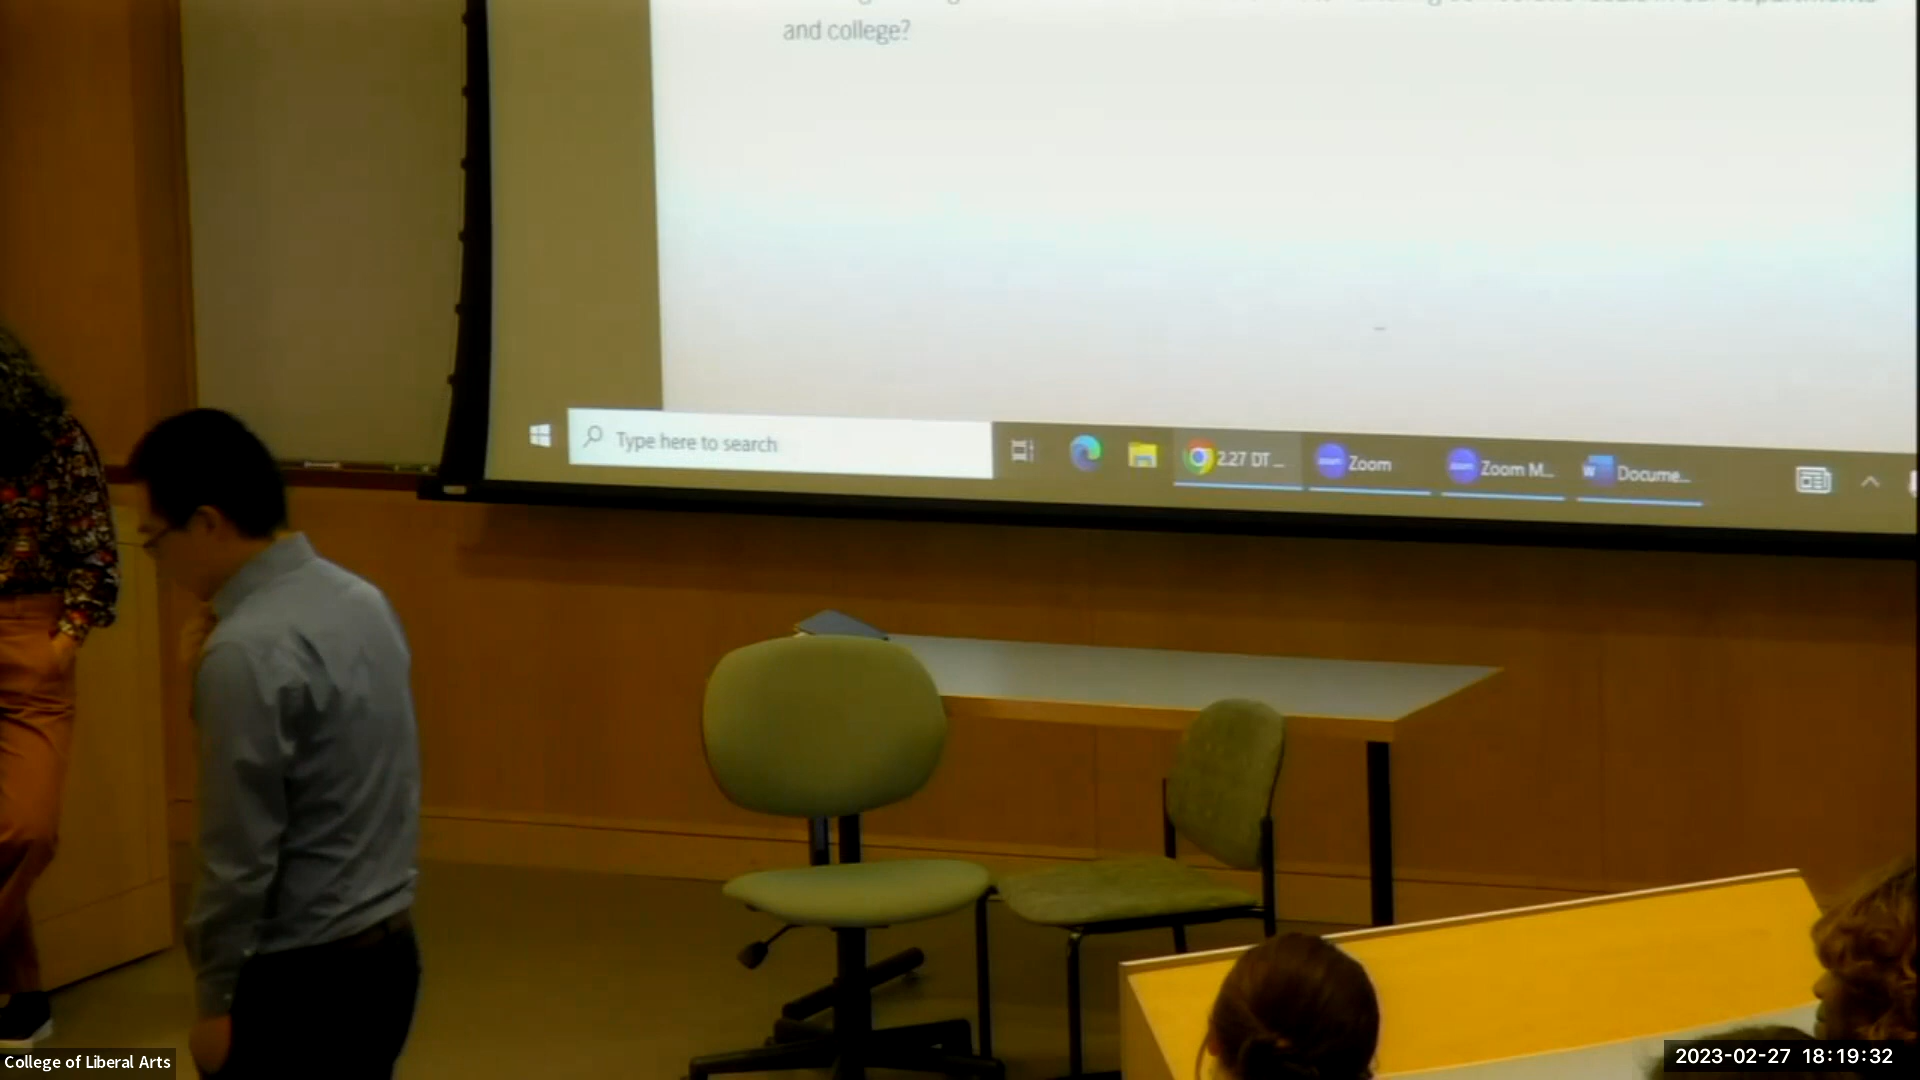 and college?
Type here to search
2.27 DT ...
Zoom
Zoom M...
Docume...
College of Liberal Arts
2023-02-27 18:19:32